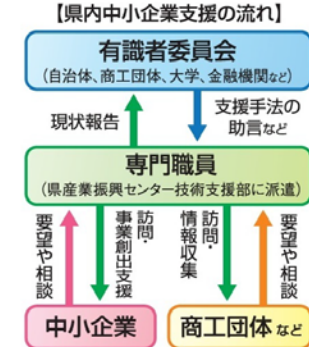 【県内中小企業支援の流れ】
有識者委員会
(自治体、商工団体、大学、金融機関など)
現状報告
支援手法の
助言など
専門職員
(県産業振興センター技術支援部に派遣)
要望や相談
訪問・
事業創出支援
訪問・
情報収集
要望や相談
中小企業
商工団体など